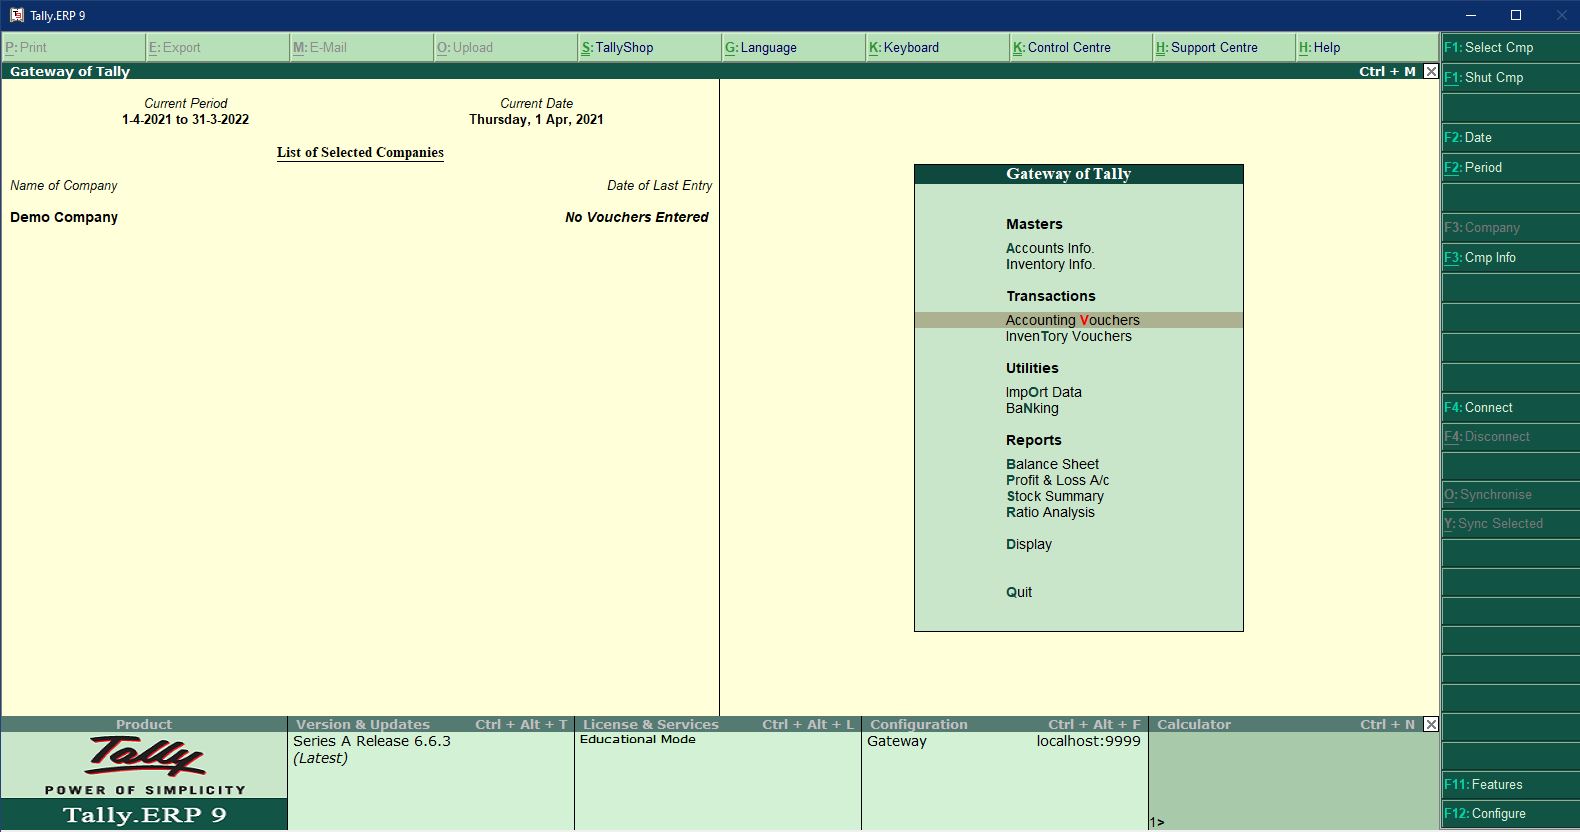 Tally.ERP 9
P: Print E: Export M: E-Mail O: Upload S: TallyShop G: Language K: Keyboard K: Control Centre H: Support Centre H: Help
Gateway of Tally Ctrl + M
Current Period Current Date
1-4-2021 to 31-3-2022 Thursday, 1 Apr, 2021
List of Selected Companies
Name of Company Date of Last Entry
Demo Company No Vouchers Entered
Gateway of Tally
Masters
Accounts Info.
Inventory Info.
Transactions
Accounting Vouchers
InvenTory Vouchers
Utilities
ImpOrt Data
BaNking
Reports
Balance Sheet
Profit & Loss A/c
Stock Summary
Ratio Analysis
Display
Quit
F1: Select Cmp
F1: Shut Cmp
F2: Date
F2: Period
F3: Company
F3: Cmp Info
F4: Connect
F4: Disconnect
O: Synchronise
Y: Sync Selected
F11: Features
F12: Configure
Product
Tally
POWER OF SIMPLICITY
Tally.ERP 9
Version & Updates Ctrl + Alt + T
Series A Release 6.6.3
(Latest)
License & Services Ctrl + Alt + L
Educational Mode
Configuration Ctrl + Alt + F
Gateway localhost:9999
Calculator Ctrl + N
1>